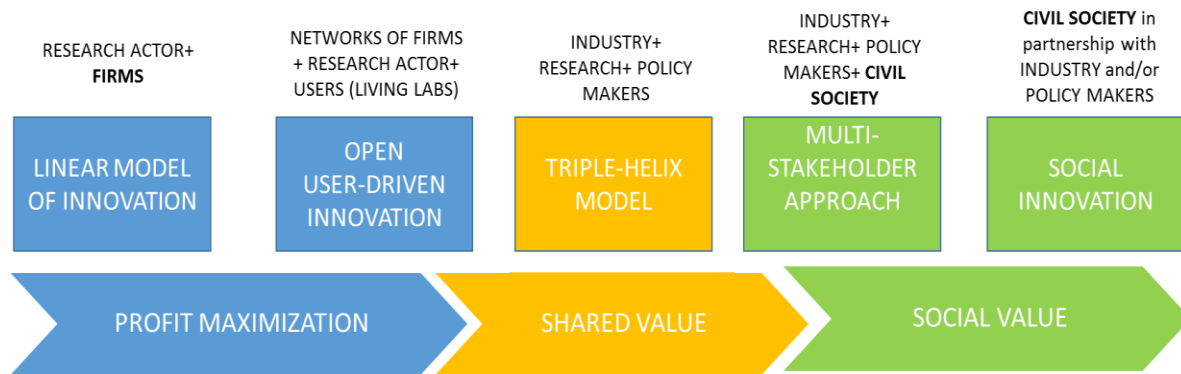 RESEARCH ACTOR+
FIRMS
NETWORKS OF FIRMS
+ RESEARCH ACTOR+
USERS (LIVING LABS)
INDUSTRY+
RESEARCH+ POLICY
MAKERS
INDUSTRY+
RESEARCH+ POLICY
MAKERS+ CIVIL
SOCIETY
CIVIL SOCIETY in
partnership with
INDUSTRY and/or
POLICY MAKERS
LINEAR MODEL
OF INNOVATION
OPEN
USER-DRIVEN
INNOVATION
TRIPLE-HELIX
MODEL
MULTI-
STAKEHOLDER
APPROACH
SOCIAL
INNOVATION
PROFIT MAXIMIZATION
SHARED VALUE
SOCIAL VALUE